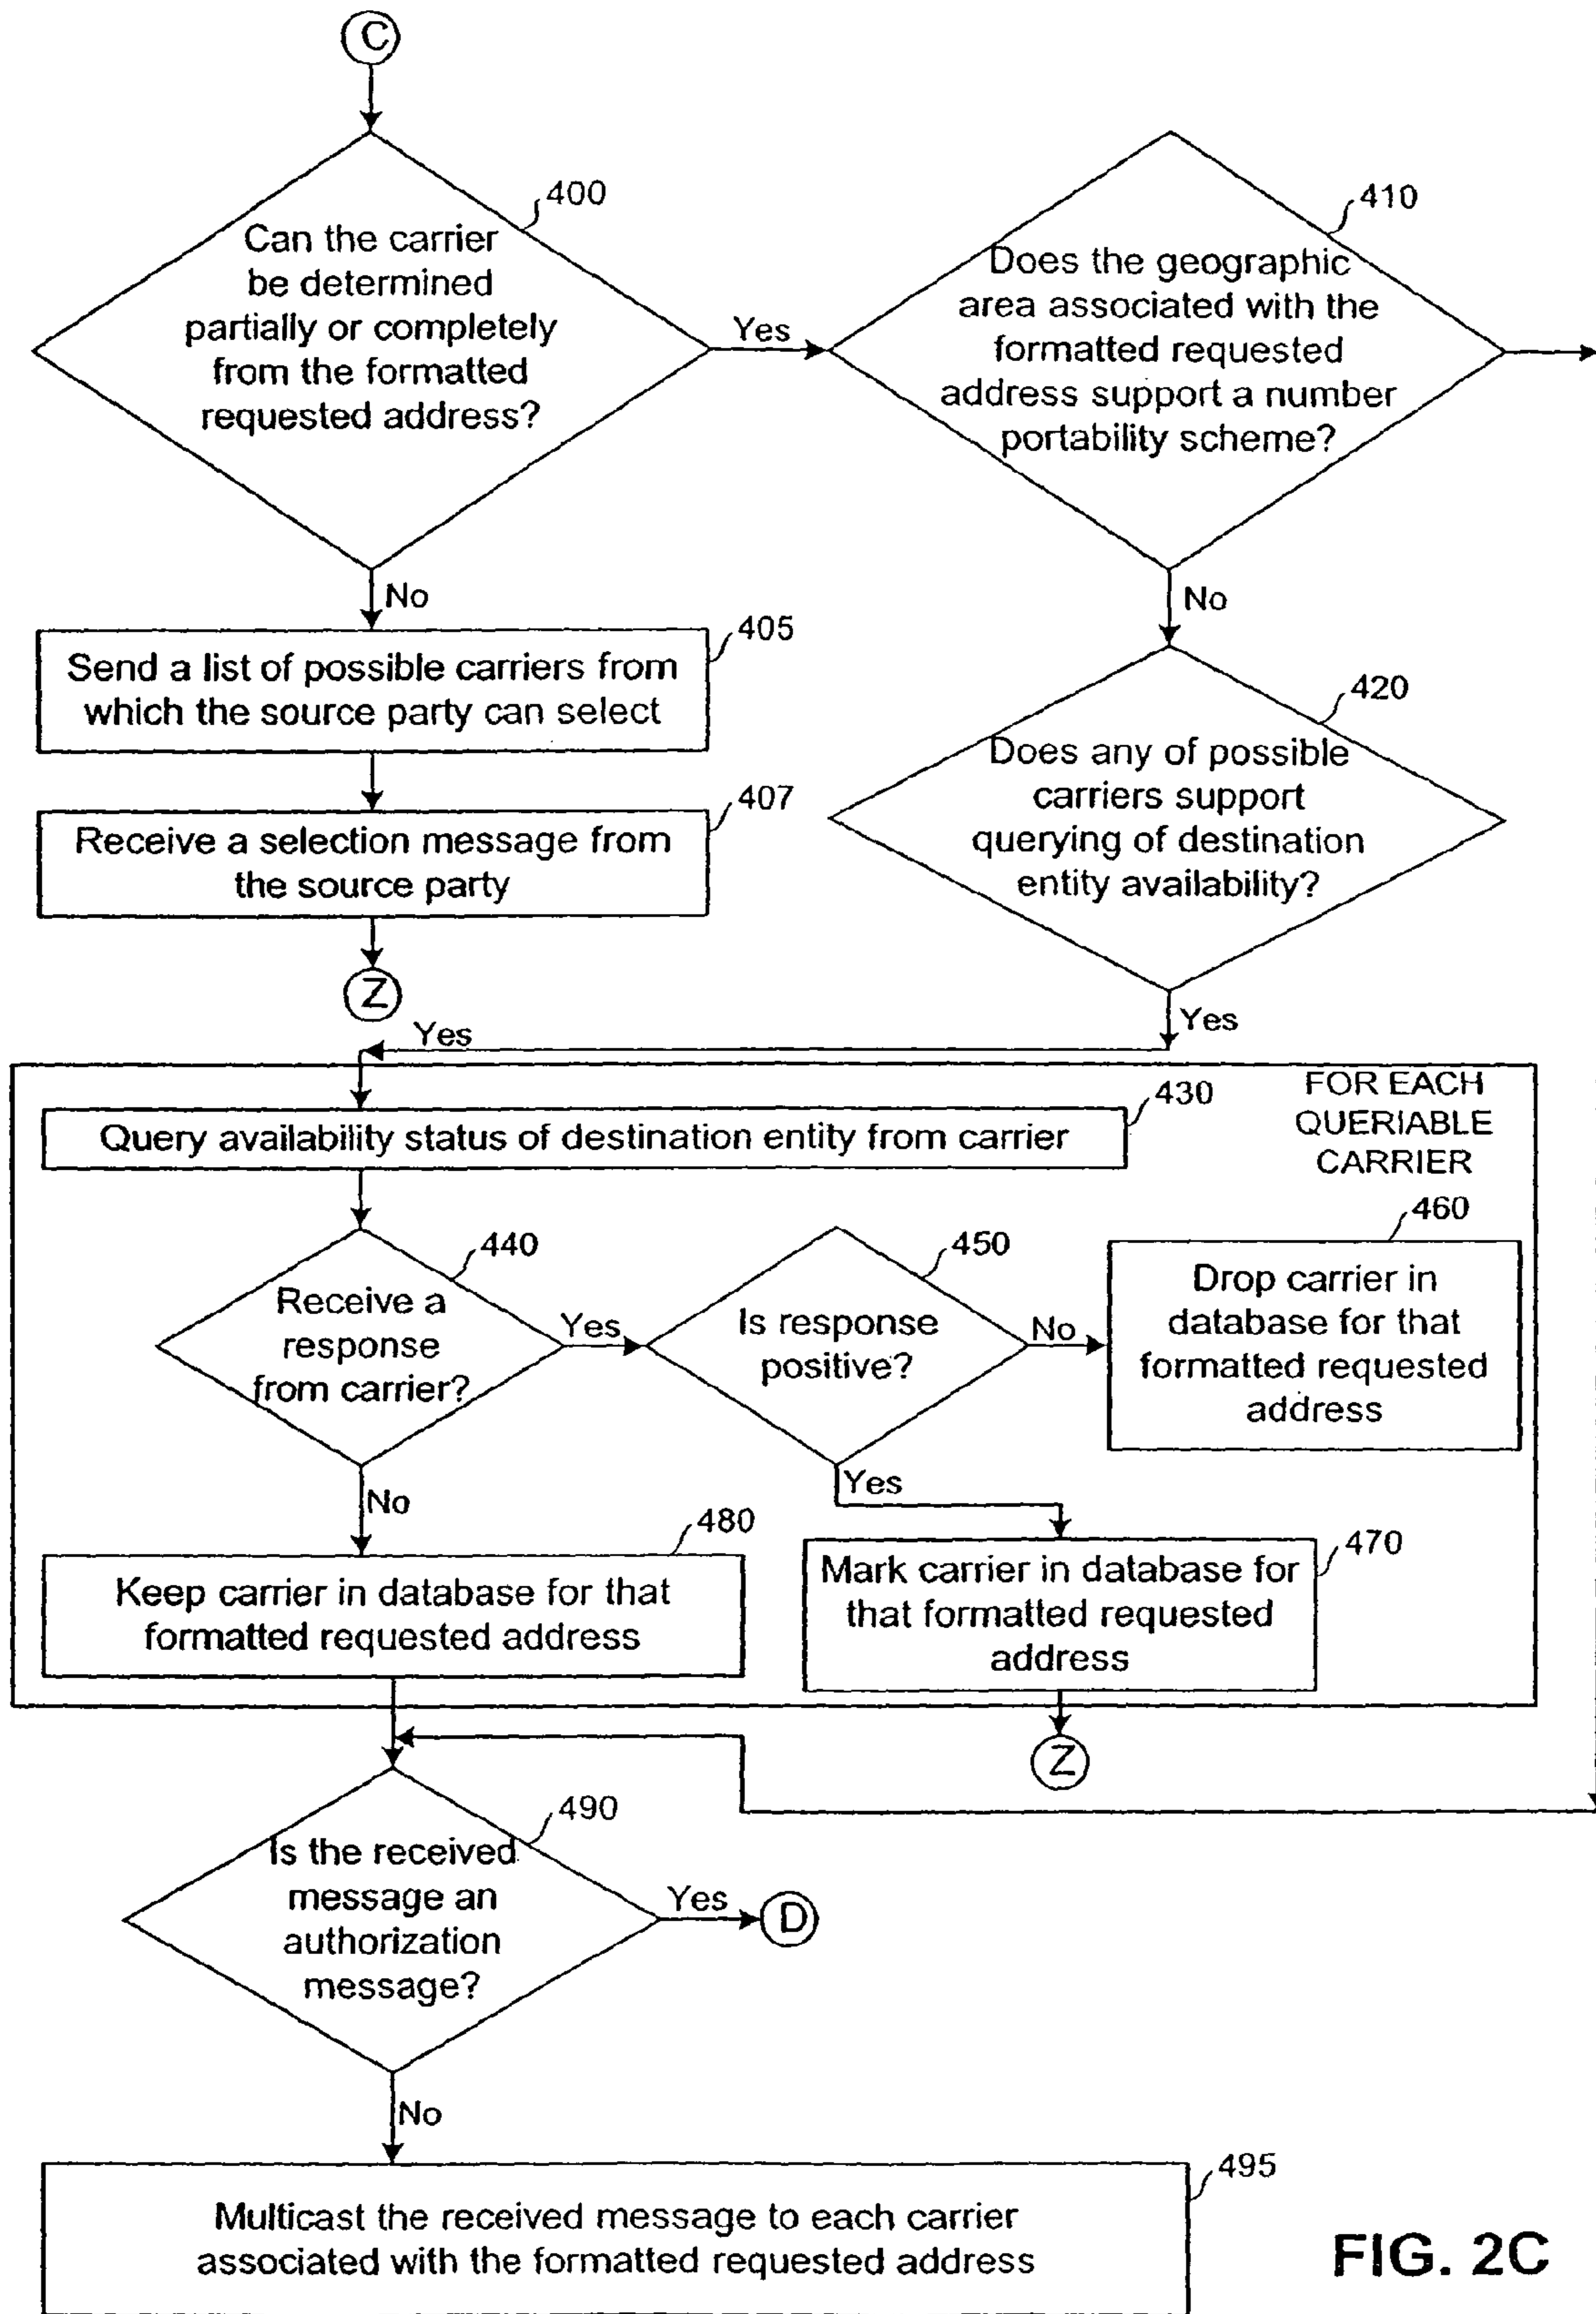 C
400
Can the carrier
be determined
partially or completely
from the formatted
requested address?
Yes
410
Does the geographic
area associated with the
formatted requested
address support a number
portability scheme?
No
No
405
Send a list of possible carriers from
which the source party can select
420
Does any of possible
carriers support
querying of destination
entity availability?
407
Receive a selection message from
the source party
Z
Yes
Yes
FOR EACH
QUERIABLE
CARRIER
430
Query availability status of destination entity from carrier
440
Receive a
response
from carrier?
Yes
450
Is response
positive?
No
460
Drop carrier in
database for that
formatted requested
address
No
Yes
480
Keep carrier in database for that
formatted requested address
470
Mark carrier in database for
that formatted requested
address
Z
490
Is the received
message an
authorization
message?
Yes
D
No
495
Multicast the received message to each carrier
associated with the formatted requested address
FIG. 2C